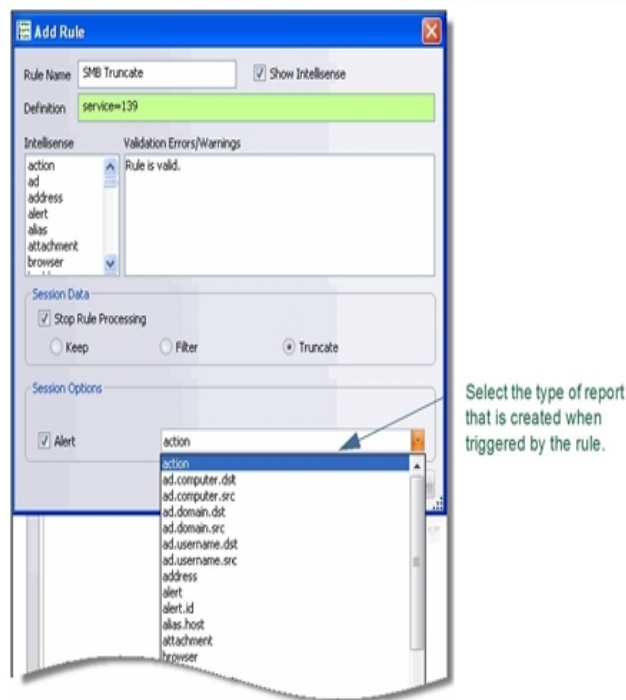 Add Rule
Rule Name SMB Truncate Show Intellisense
Definition service=139
Intellisense Validation Errors/Warnings
action
ad
address
alert
alias
attachment
browser
Rule is valid.
Session Data
Stop Rule Processing
Keep Filter Truncate
Session Options
Alert action
action
ad.computer.dst
ad.computer.src
ad.domain.dst
ad.domain.src
ad.username.dst
ad.username.src
address
alert
alert.id
alias.host
attachment
browser
Select the type of report
that is created when
triggered by the rule.